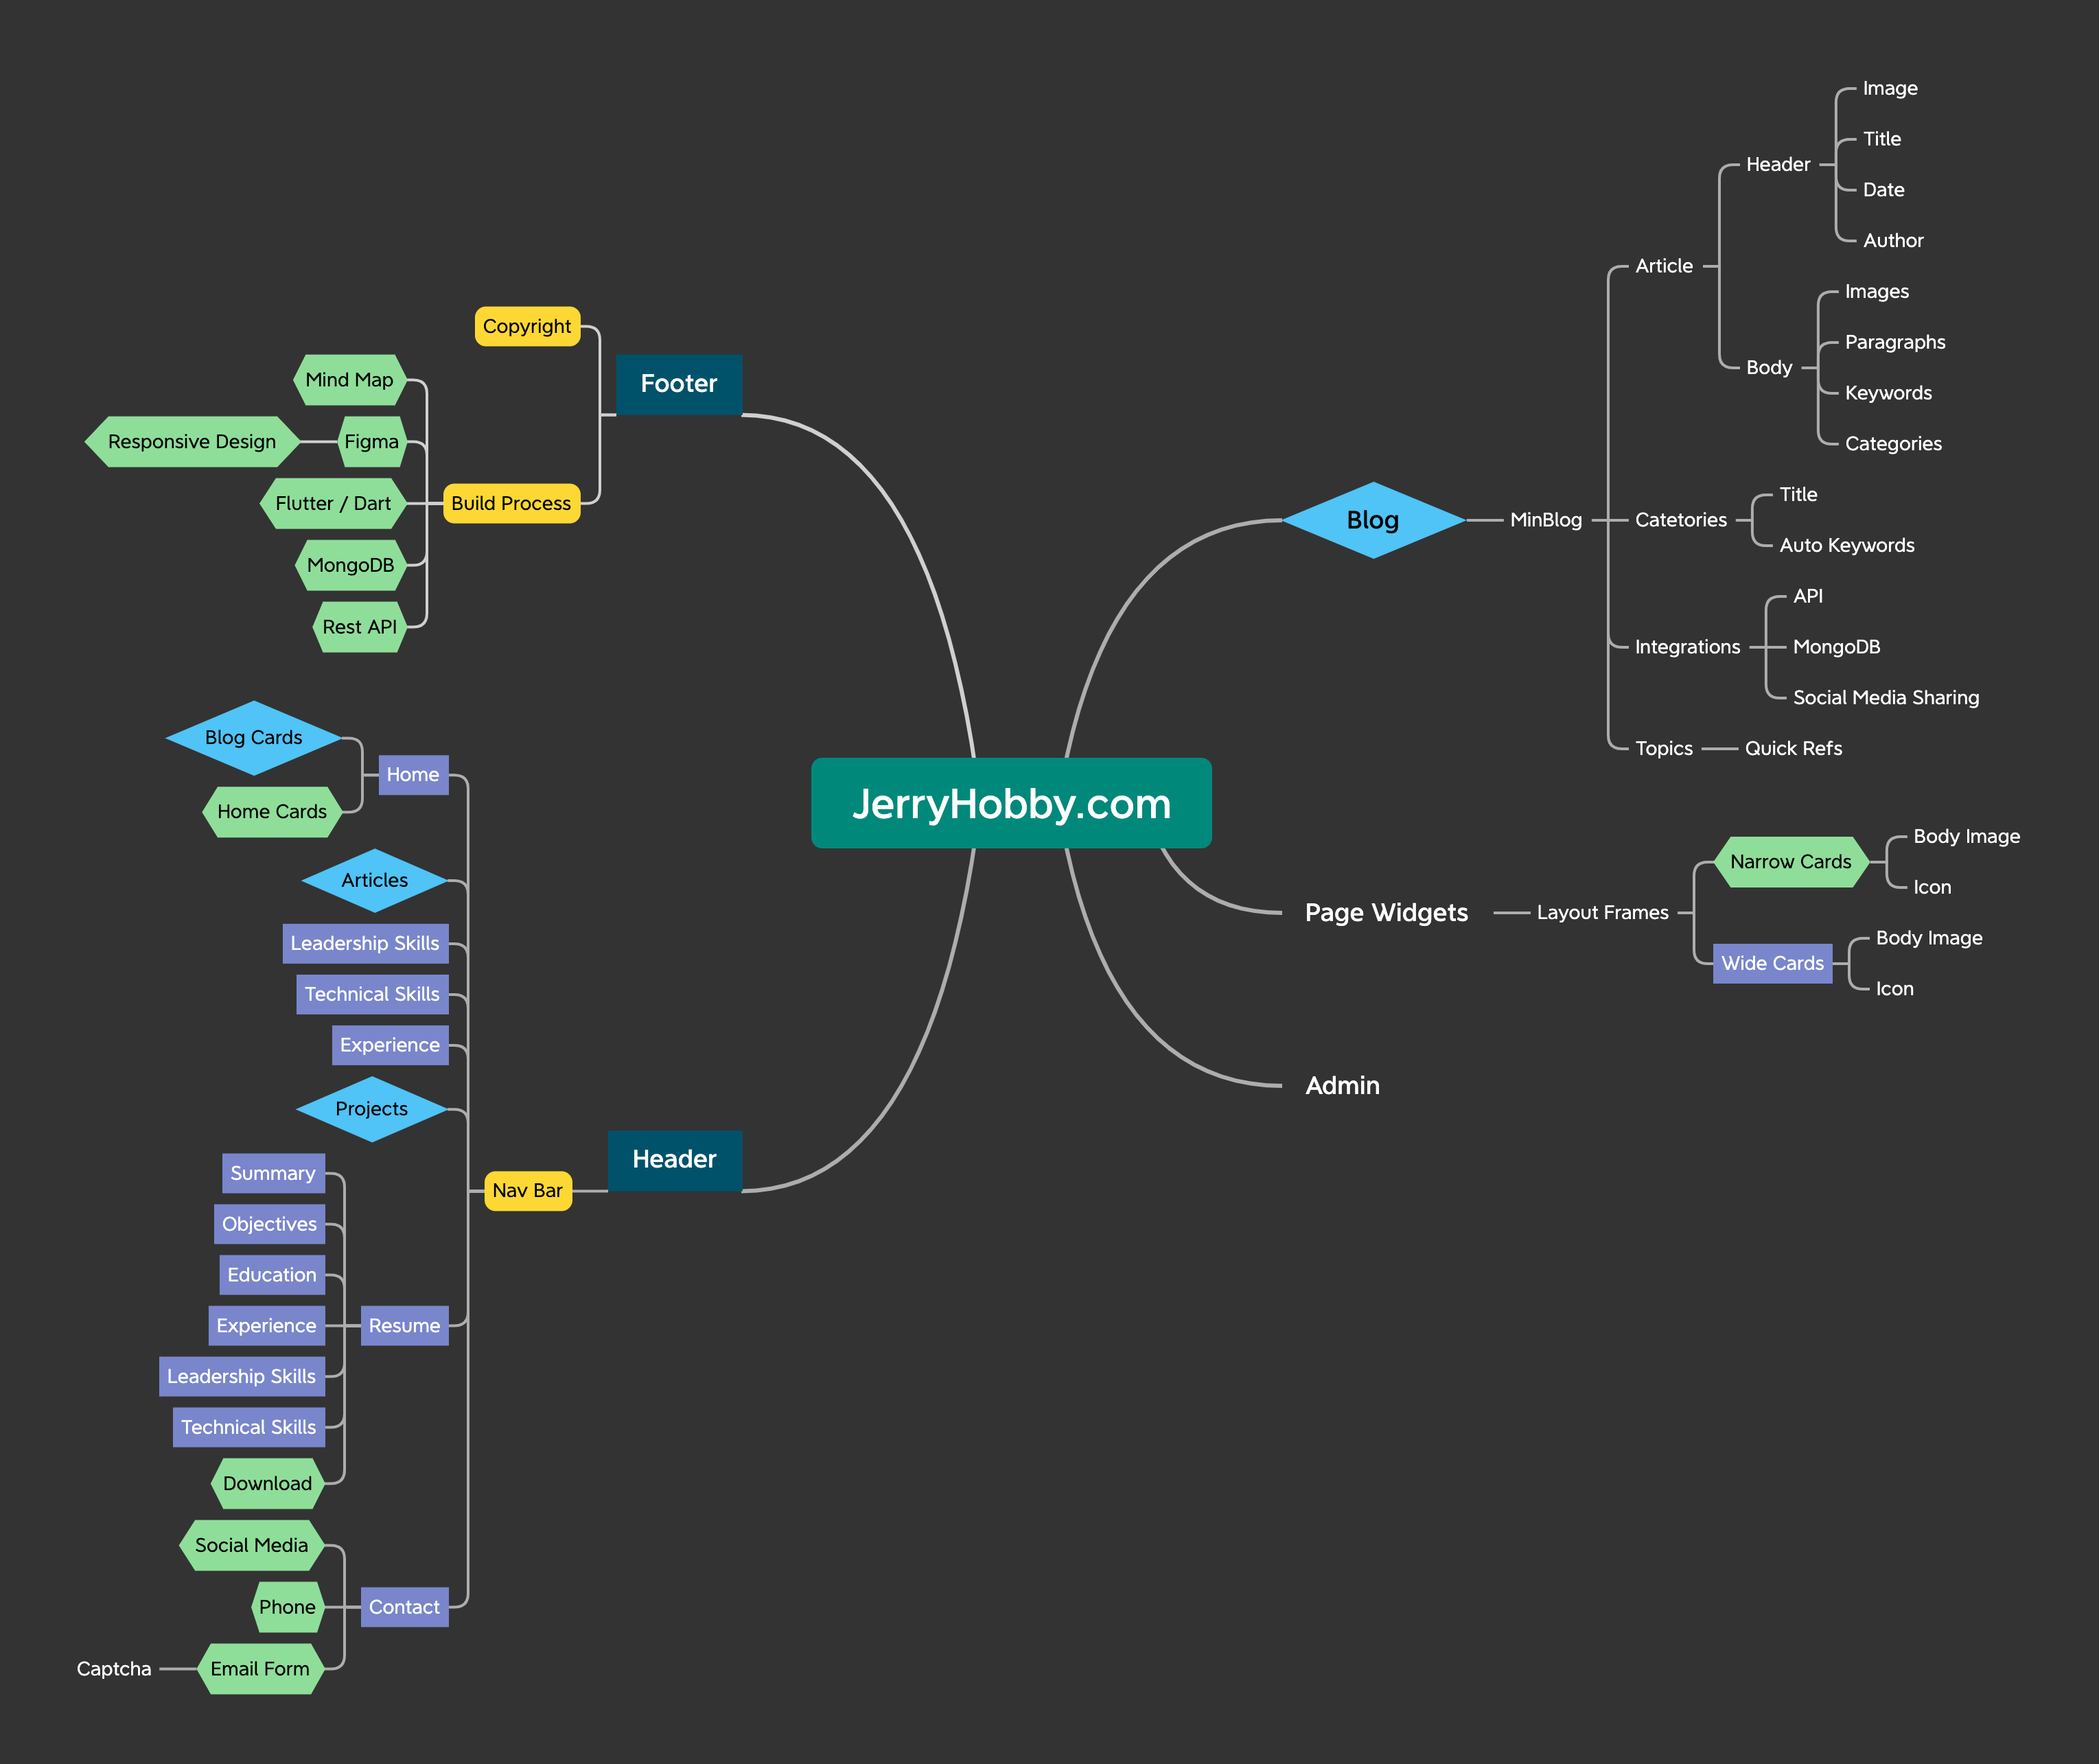 JerryHobby.com
Footer
Copyright
Build Process
Mind Map
Figma
Responsive Design
Flutter / Dart
MongoDB
Rest API
Header
Nav Bar
Home
Blog Cards
Home Cards
Articles
Leadership Skills
Technical Skills
Experience
Projects
Resume
Summary
Objectives
Education
Experience
Leadership Skills
Technical Skills
Download
Contact
Social Media
Phone
Email Form
Captcha
Blog
MinBlog
Article
Header
Image
Title
Date
Author
Body
Images
Paragraphs
Keywords
Categories
Catetories
Title
Auto Keywords
Integrations
API
MongoDB
Social Media Sharing
Topics
Quick Refs
Page Widgets
Layout Frames
Narrow Cards
Body Image
Icon
Wide Cards
Body Image
Icon
Admin